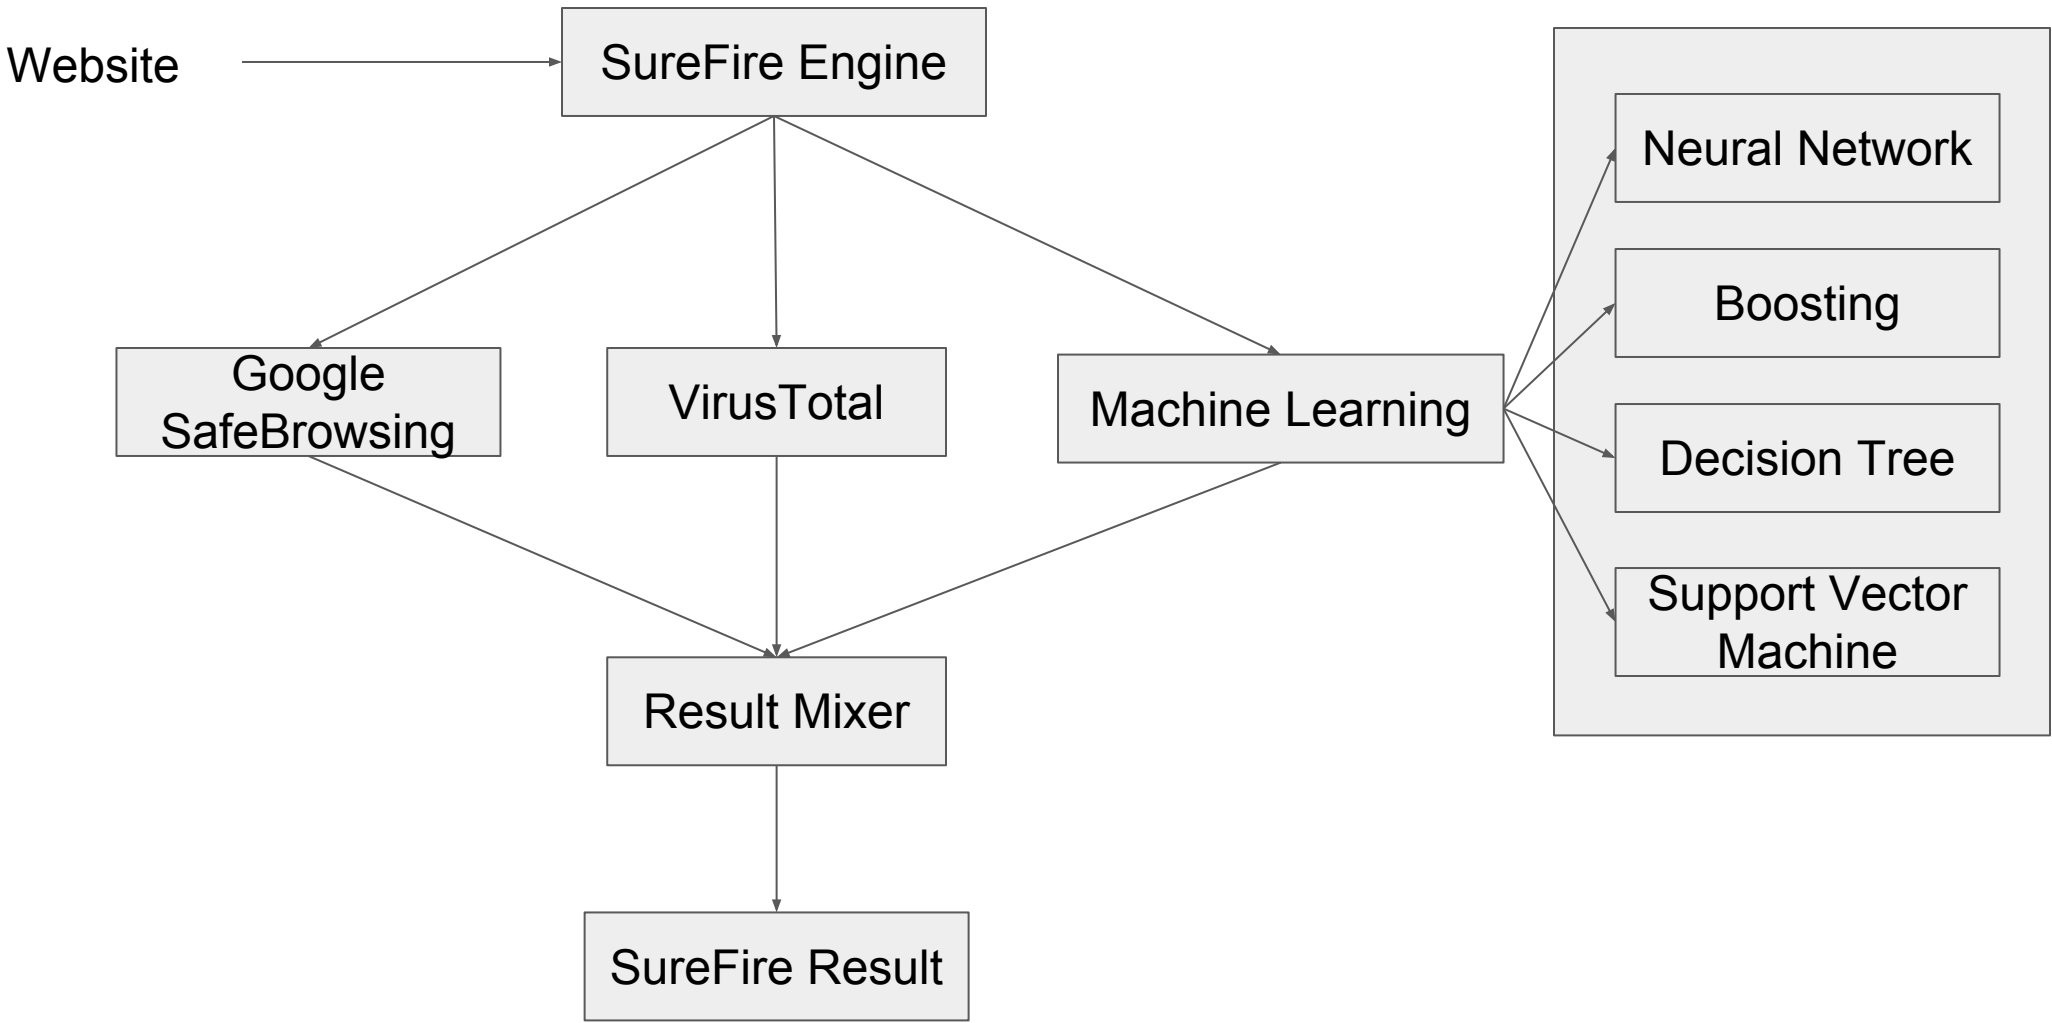 Website
SureFire Engine
Google
SafeBrowsing
VirusTotal
Machine Learning
Neural Network
Boosting
Decision Tree
Support Vector
Machine
Result Mixer
SureFire Result